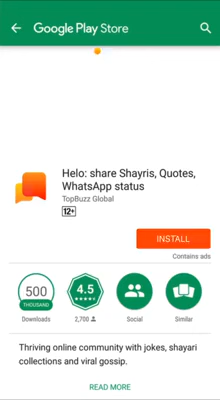 Google Play Store
Helo: share Shayris, Quotes,
WhatsApp status
TopBuzz Global
12+
INSTALL
Contains ads
500
THOUSAND
4.5
Downloads
2,700
Social
Similar
Thriving online community with jokes, shayari
collections and viral gossip.
READ MORE